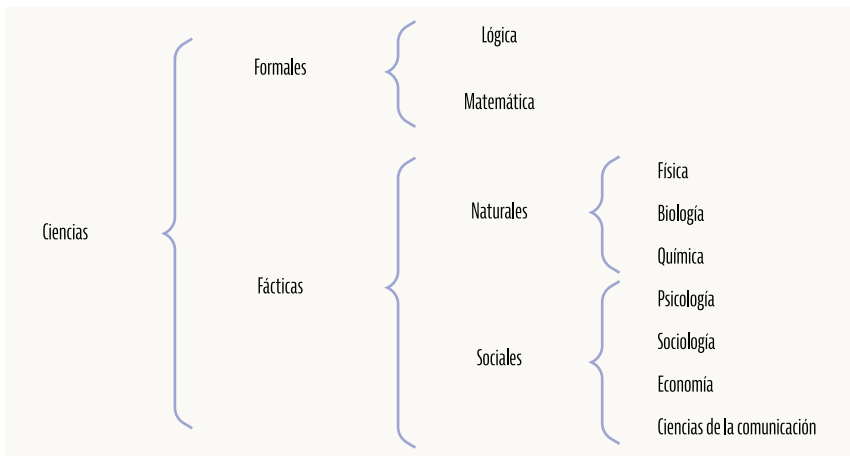 Ciencias
Formales
Lógica
Matemática
Fácticas
Naturales
Física
Biología
Química
Sociales
Psicología
Sociología
Economía
Ciencias de la comunicación